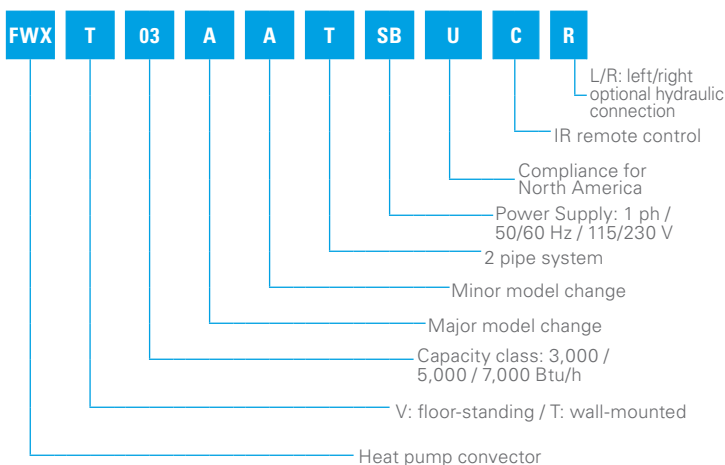 FWX T 03 A A T SB U C R
L/R: left/right
optional hydraulic
connection
IR remote control
Compliance for
North America
Power Supply: 1 ph /
50/60 Hz / 115/230 V
2 pipe system
Minor model change
Major model change
Capacity class: 3,000 /
5,000 / 7,000 Btu/h
V: floor-standing / T: wall-mounted
Heat pump convector